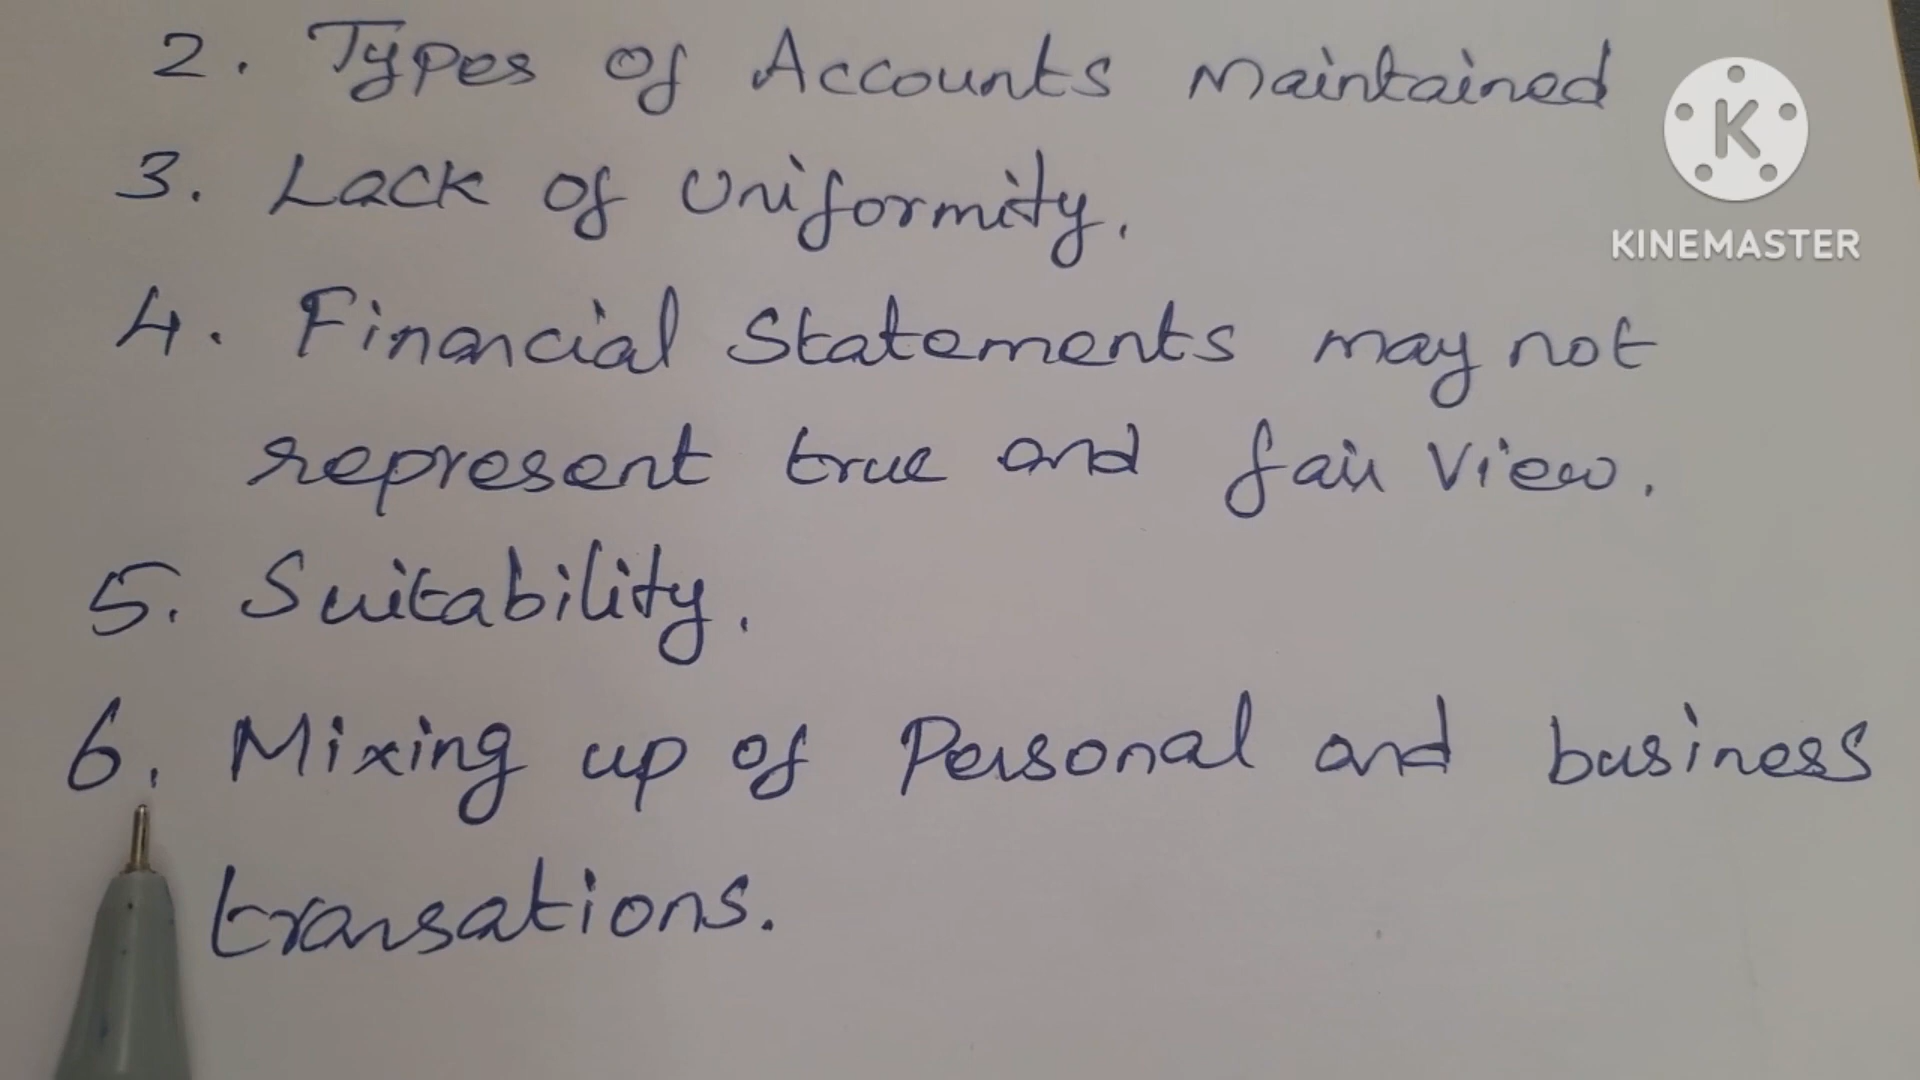 2. Types of Accounts Maintained
3. Lack of Uniformity.
4. Financial Statements may not
represent true and fair View.
5. Suitability.
6. Mixing up of Personal and business
transations.
K
KINEMASTER